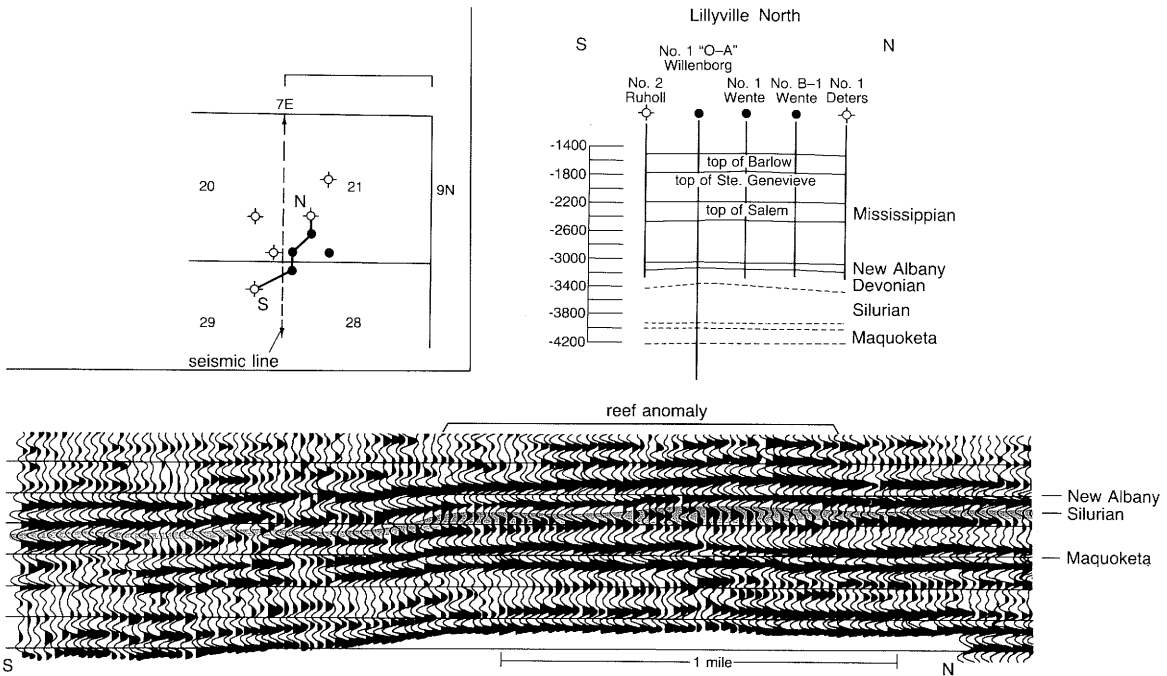 7E
20
21
9N
N
S
29
28
seismic line
Lillyville North
S
N
No. 1 "O–A"
Willenborg
No. 2
Ruholl
No. 1
Wente
No. B–1
Wente
No. 1
Deters
-1400
-1800
-2200
-2600
-3000
-3400
-3800
-4200
top of Barlow
top of Ste. Genevieve
top of Salem
Mississippian
New Albany
Devonian
Silurian
Maquoketa
reef anomaly
New Albany
Silurian
Maquoketa
S
1 mile
N